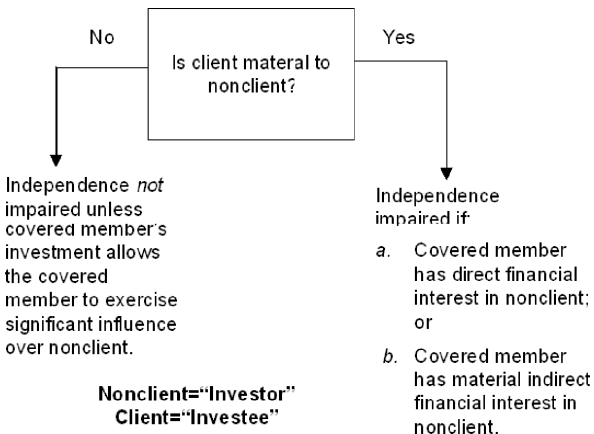 No
Yes
Is client materal to
nonclient?
Independence not
impaired unless
covered member's
investment allows
the covered
member to exercise
significant influence
over nonclient.
Independence
impaired if:
a. Covered member
has direct financial
interest in nonclient;
or
b. Covered member
has material indirect
financial interest in
nonclient.
Nonclient=“Investor”
Client=“Investee”